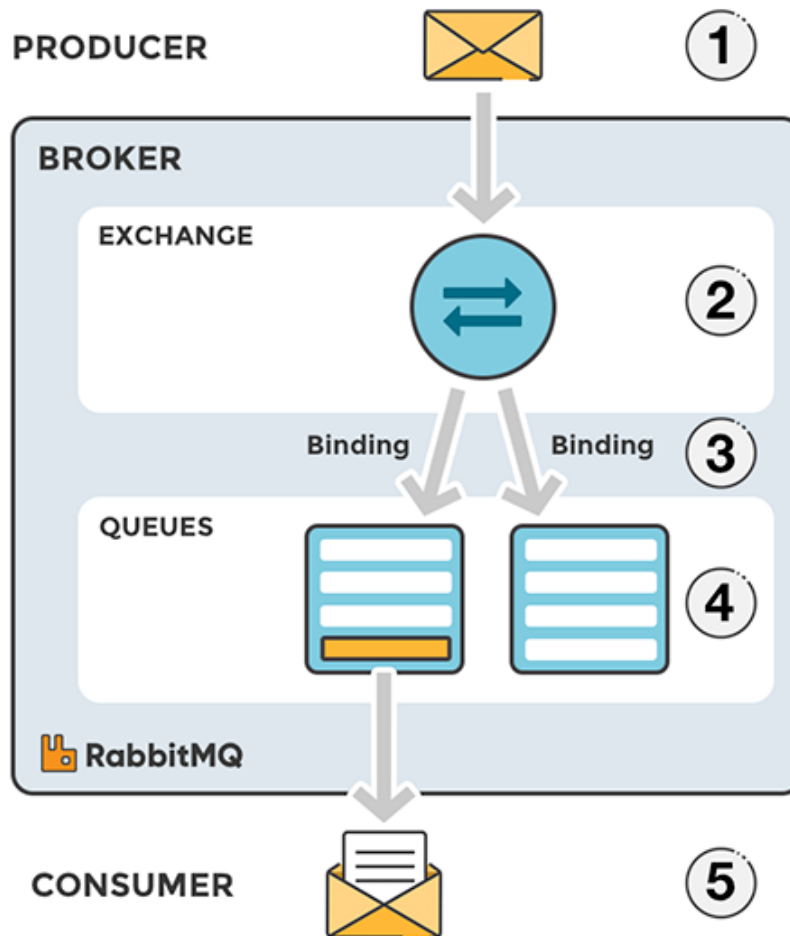 PRODUCER
1
BROKER
EXCHANGE
2
Binding
Binding
3
QUEUES
4
RabbitMQ
CONSUMER
5